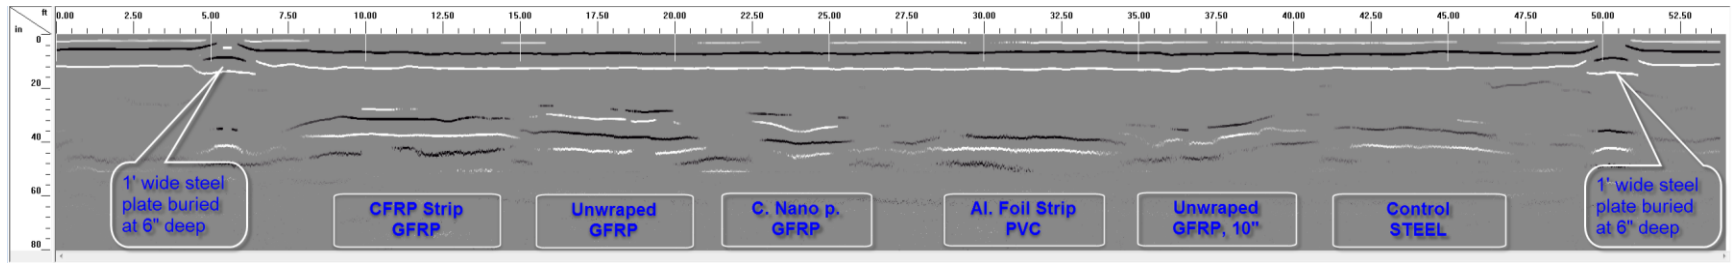 ft
0.00 2.50 5.00 7.50 10.00 12.50 15.00 17.50 20.00 22.50 25.00 27.50 30.00 32.50 35.00 37.50 40.00 42.50 45.00 47.50 50.00 52.50
in
0
20
40
60
80
1' wide steel
plate buried
at 6" deep
CFRP Strip
GFRP
Unwraped
GFRP
C. Nano p.
GFRP
Al. Foil Strip
PVC
Unwraped
GFRP, 10"
Control
STEEL
1' wide steel
plate buried
at 6" deep